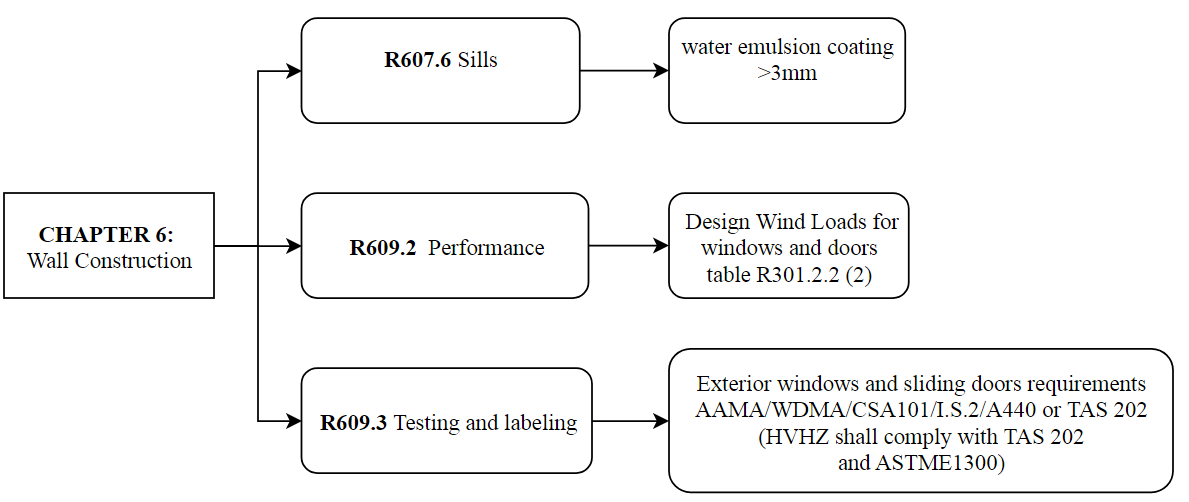 CHAPTER 6:
Wall Construction
R607.6 Sills
water emulsion coating
>3mm
R609.2 Performance
Design Wind Loads for
windows and doors
table R301.2.2 (2)
R609.3 Testing and labeling
Exterior windows and sliding doors requirements
AAMA/WDMA/CSA101/I.S.2/A440 or TAS 202
(HVHZ shall comply with TAS 202
and ASTME1300)